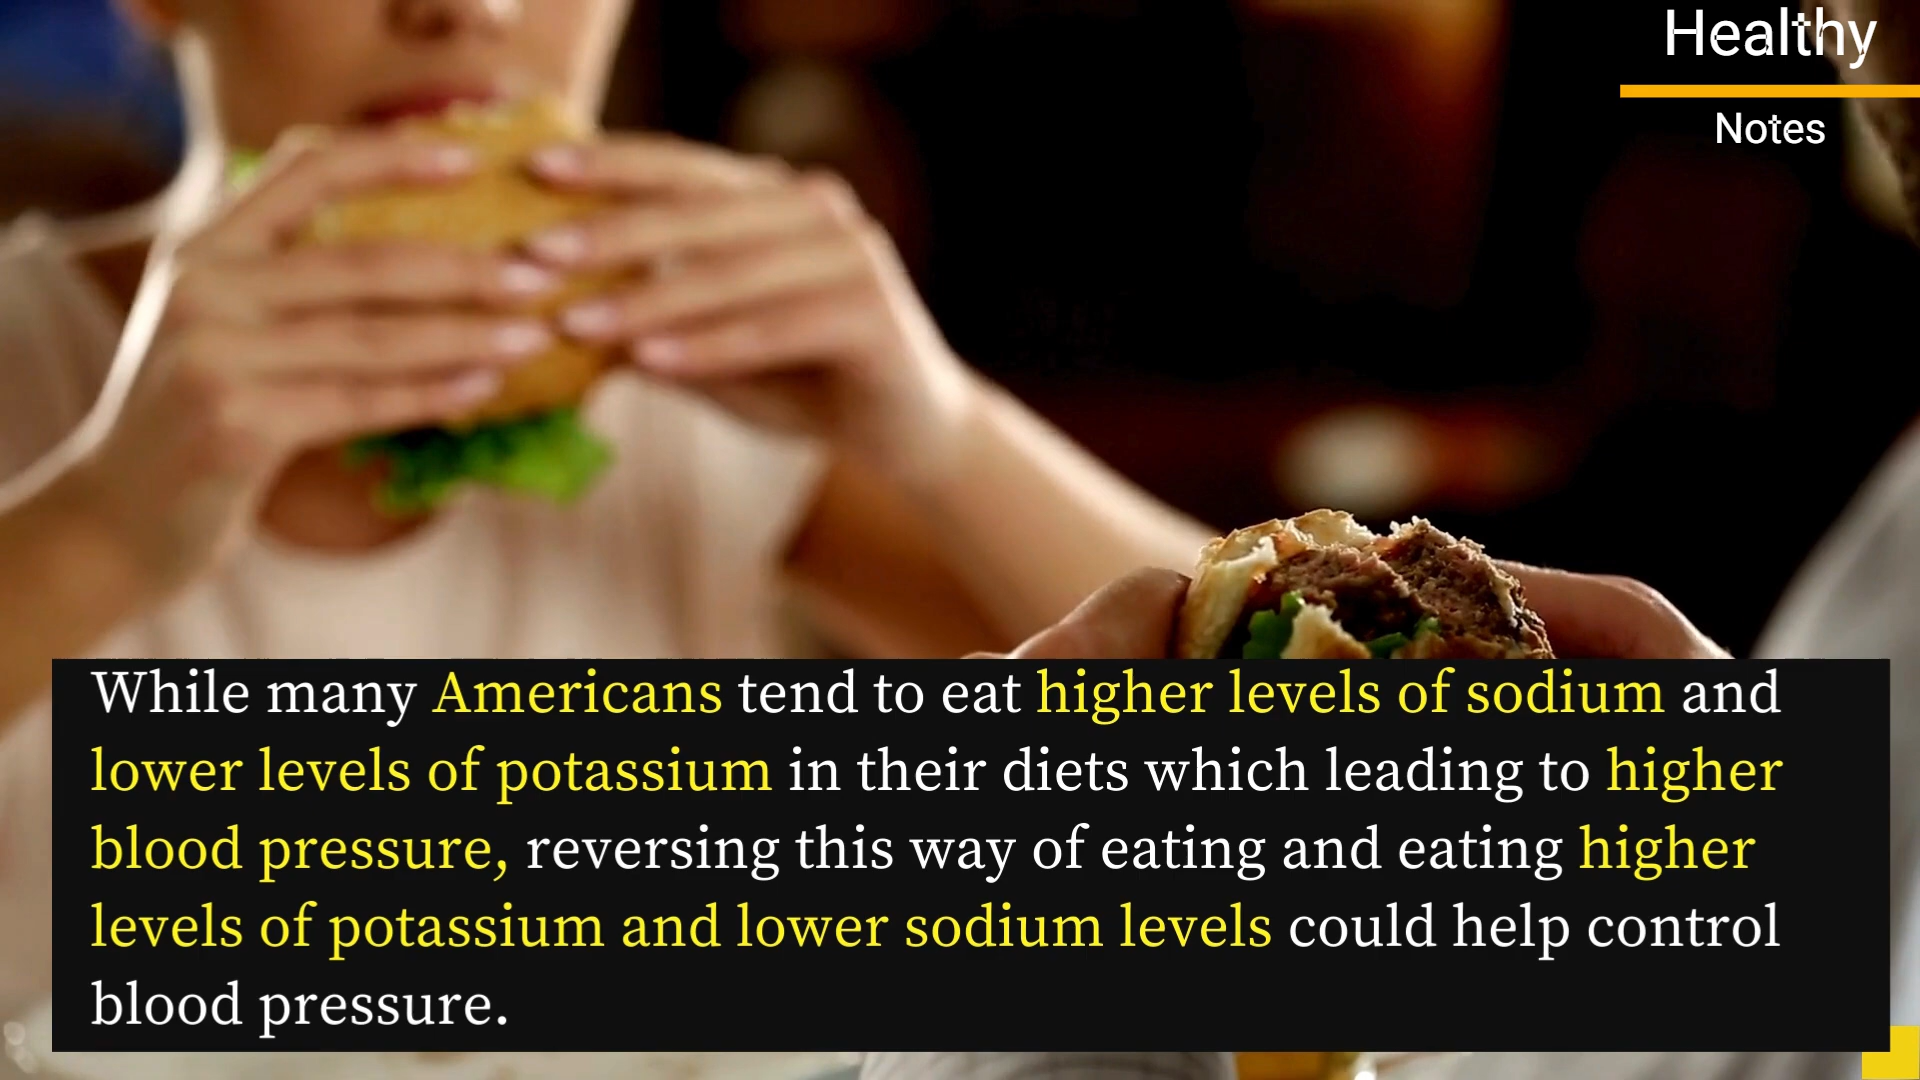 Healthy
Notes
While many Americans tend to eat higher levels of sodium and
lower levels of potassium in their diets which leading to higher
blood pressure, reversing this way of eating and eating higher
levels of potassium and lower sodium levels could help control
blood pressure.